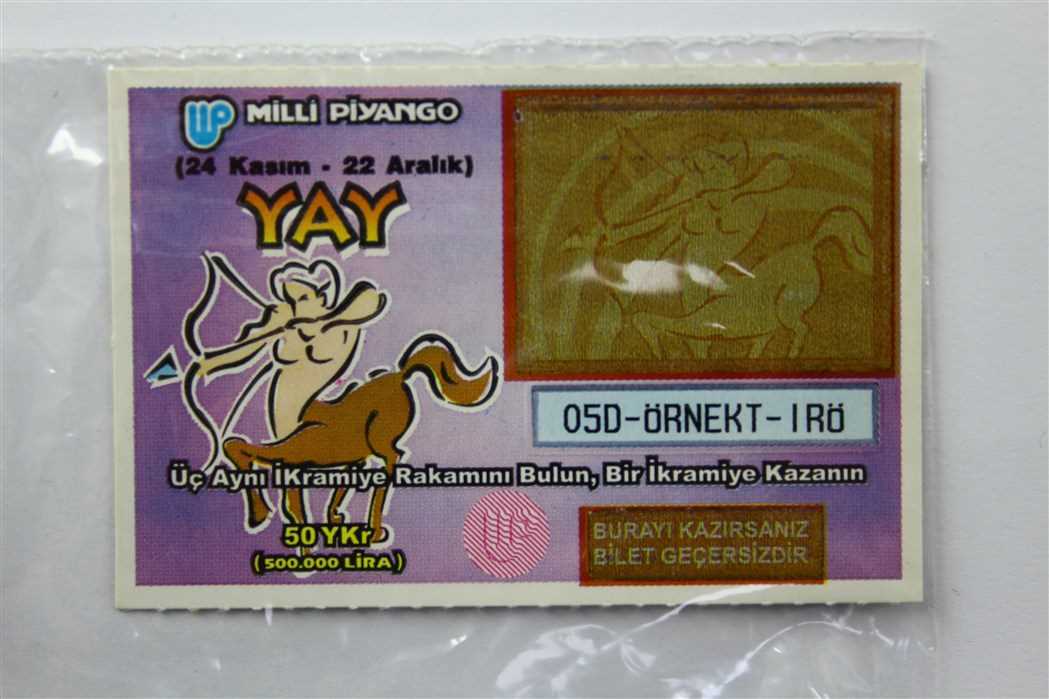 MİLLİ PİYANGO
(24 Kasım - 22 Aralık)
YAY
05D-ÖRNEKT-IRÖ
Üç Aynı İKramiye Rakamını Bulun, Bir İkramiye Kazanın
50 YKr
(500.000 LİRA)
BURAYI KAZIRSANIZ
BİLET GEÇERSİZDİR